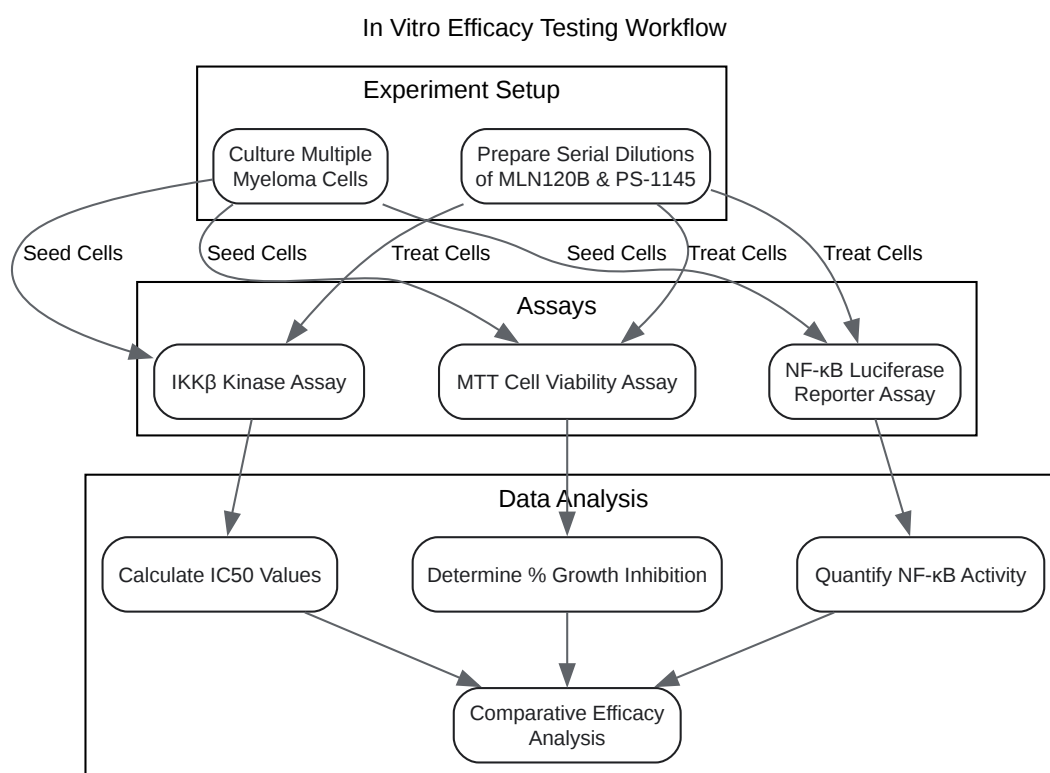 In Vitro Efficacy Testing Workflow
Experiment Setup
Culture Multiple
Myeloma Cells
Prepare Serial Dilutions
of MLN120B & PS-1145
Seed Cells
Seed Cells
Treat Cells
Seed Cells
Treat Cells
Treat Cells
Assays
IKKβ Kinase Assay
MTT Cell Viability Assay
NF-κB Luciferase
Reporter Assay
Data Analysis
Calculate IC50 Values
Determine % Growth Inhibition
Quantify NF-κB Activity
Comparative Efficacy
Analysis